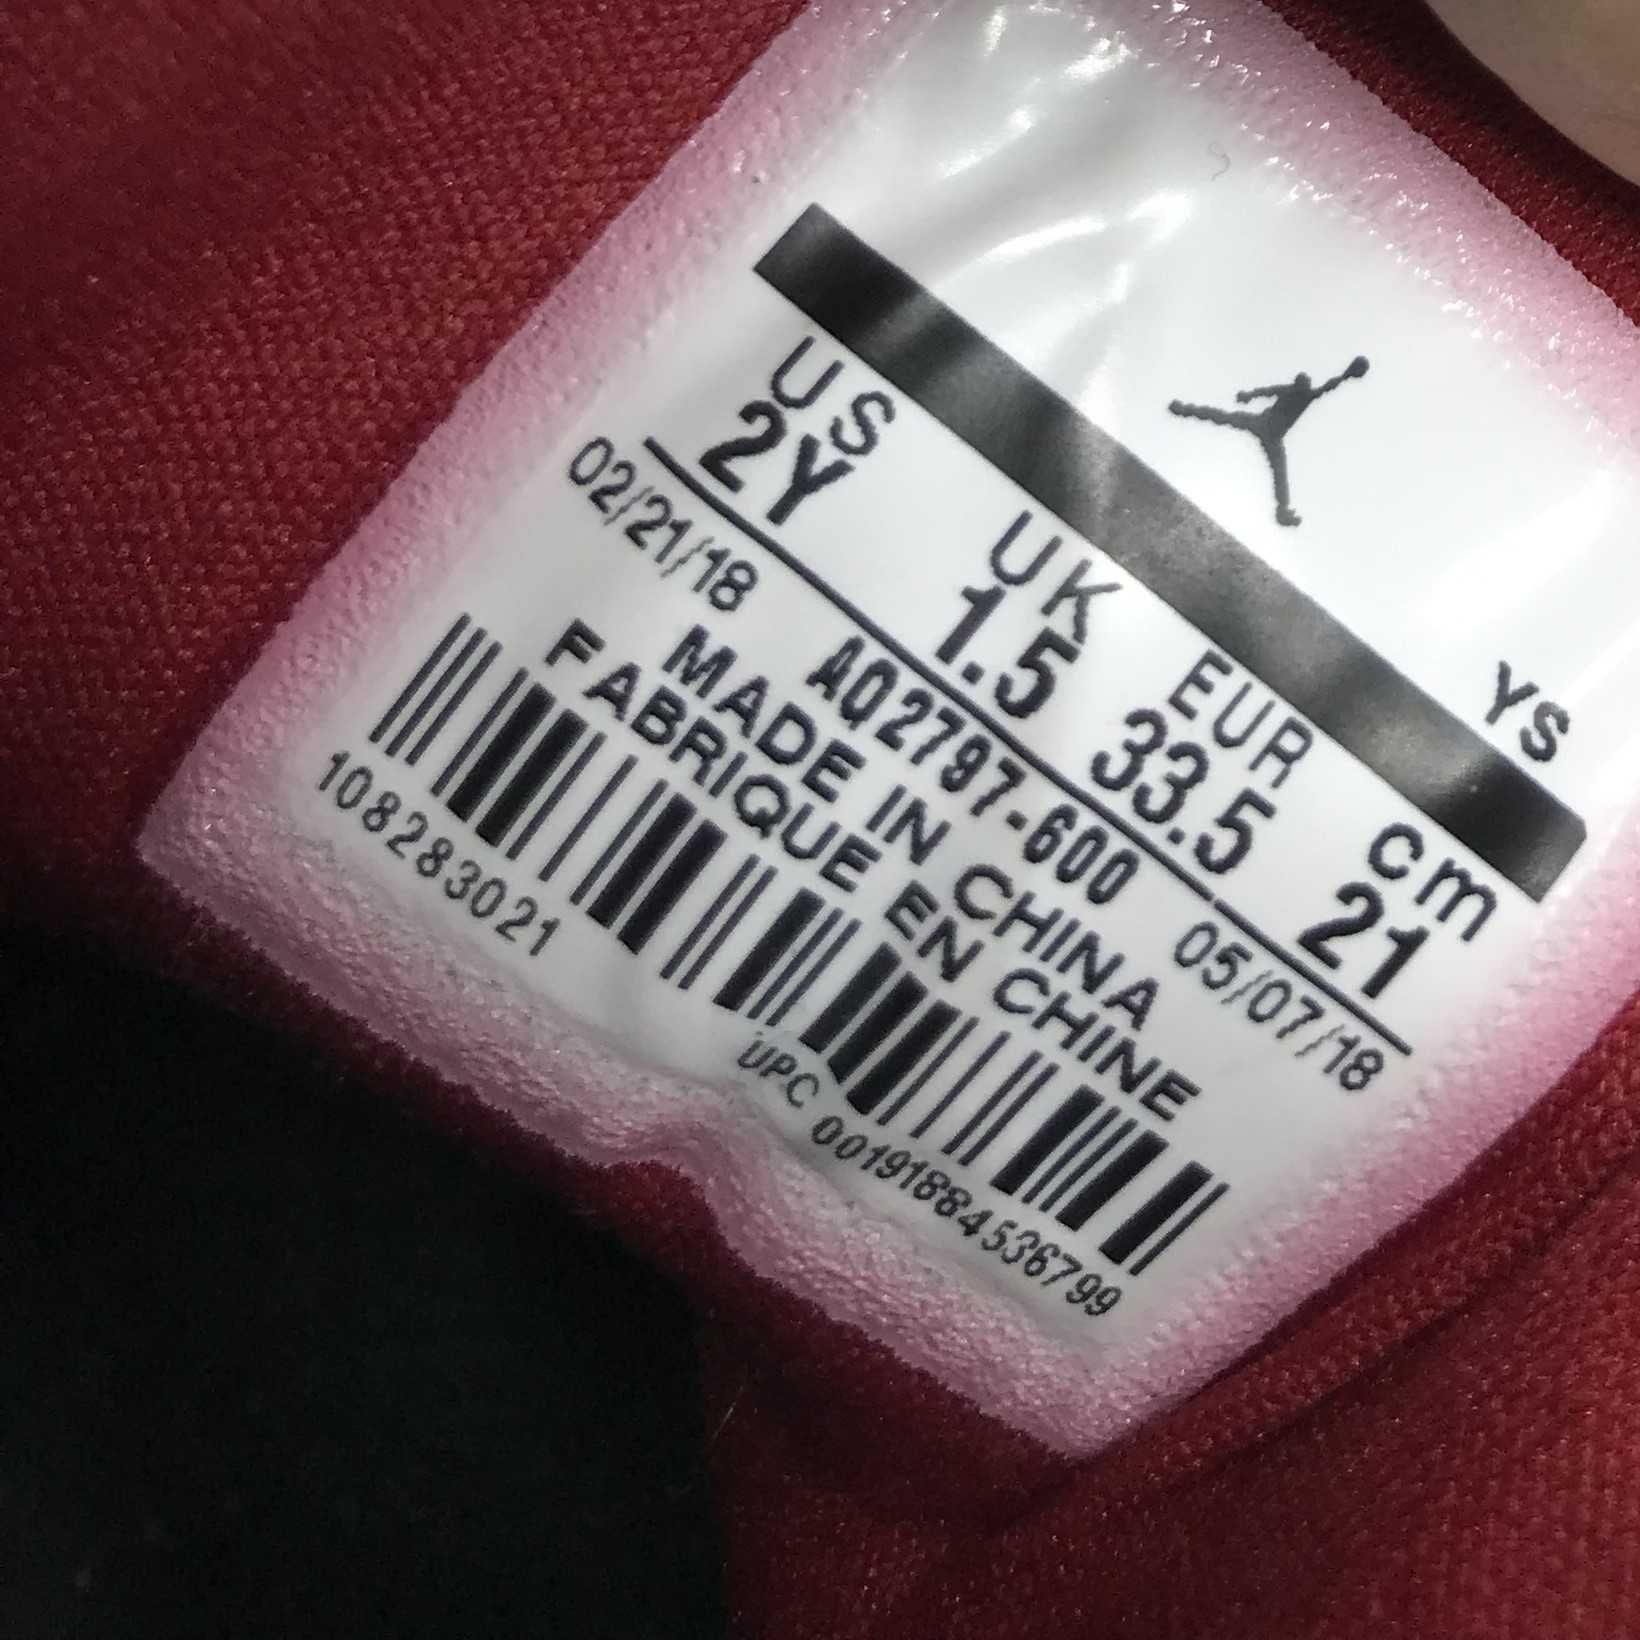 YS
US UK EUR cm
2Y 1.5 33.5 21
02/21/18 AQ2797-600 05/07/18
MADE IN CHINA
FABRIQUE EN CHINE
108283021
UPC 00191884536799